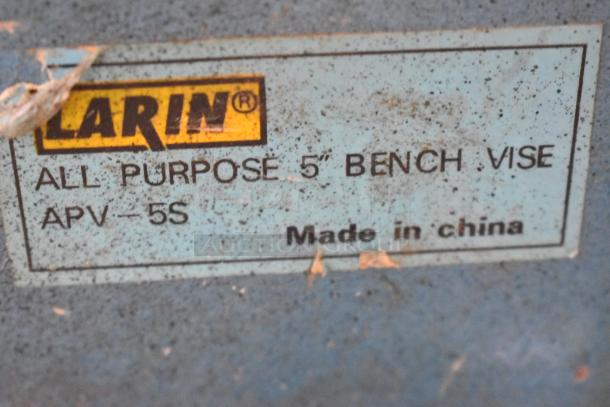 LARIN®
ALL PURPOSE 5" BENCH VISE
APV-5S
Made in china